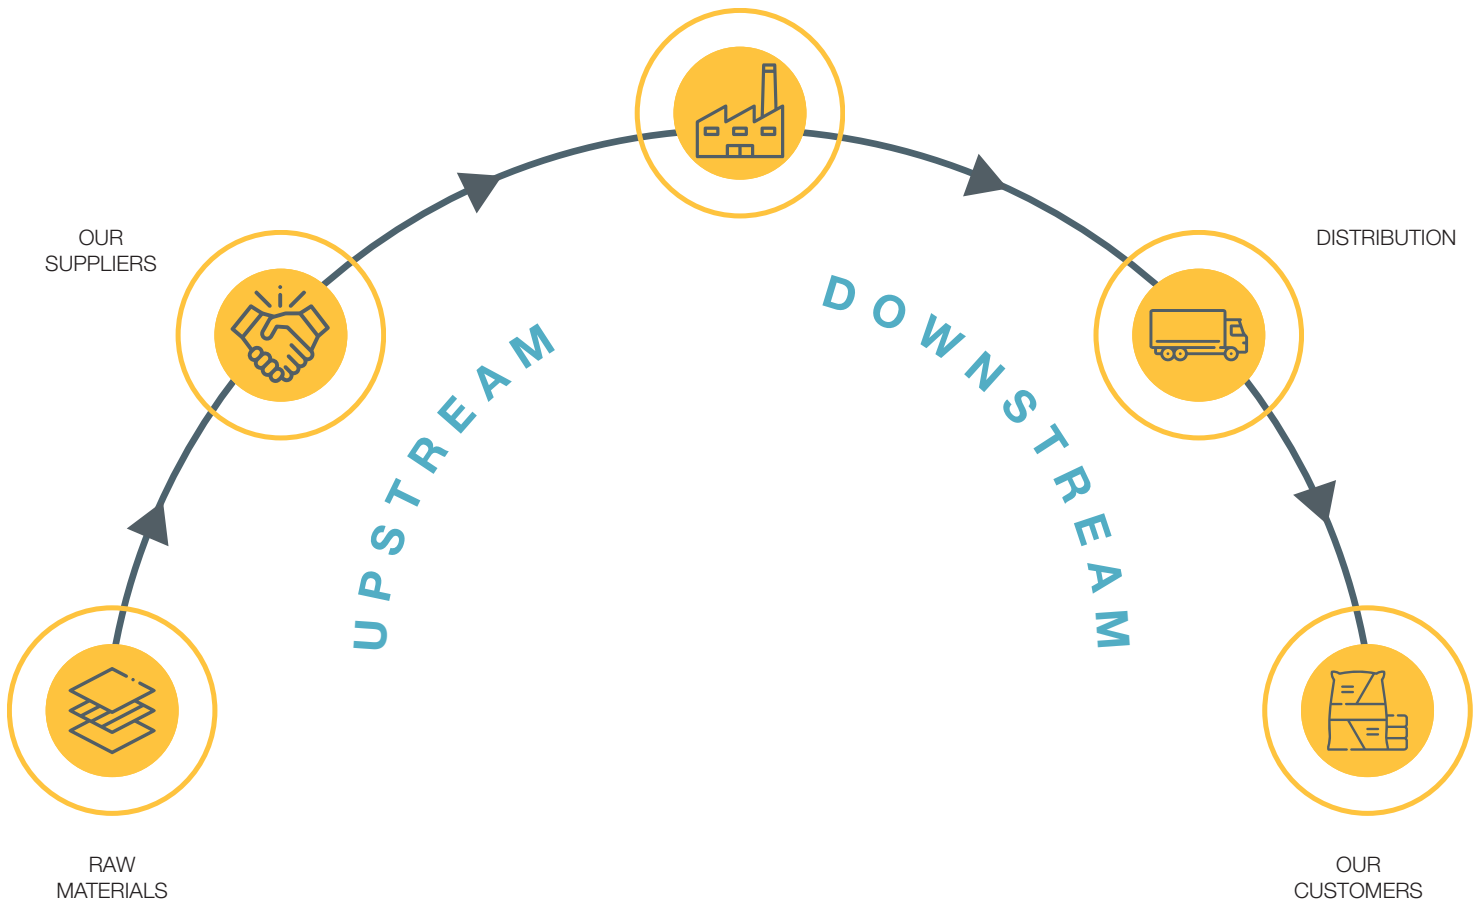 OUR
SUPPLIERS
DISTRIBUTION
UPSTREAM
DOWNSTREAM
RAW
MATERIALS
OUR
CUSTOMERS